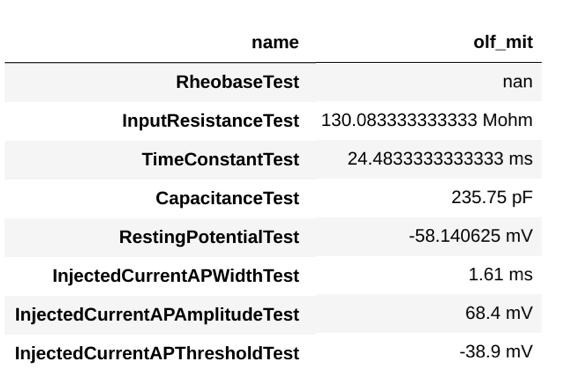 name olf_mit
RheobaseTest nan
InputResistanceTest 130.083333333333 Mohm
TimeConstantTest 24.4833333333333 ms
CapacitanceTest 235.75 pF
RestingPotentialTest -58.140625 mV
InjectedCurrentAPWidthTest 1.61 ms
InjectedCurrentAPAmplitudeTest 68.4 mV
InjectedCurrentAPThresholdTest -38.9 mV